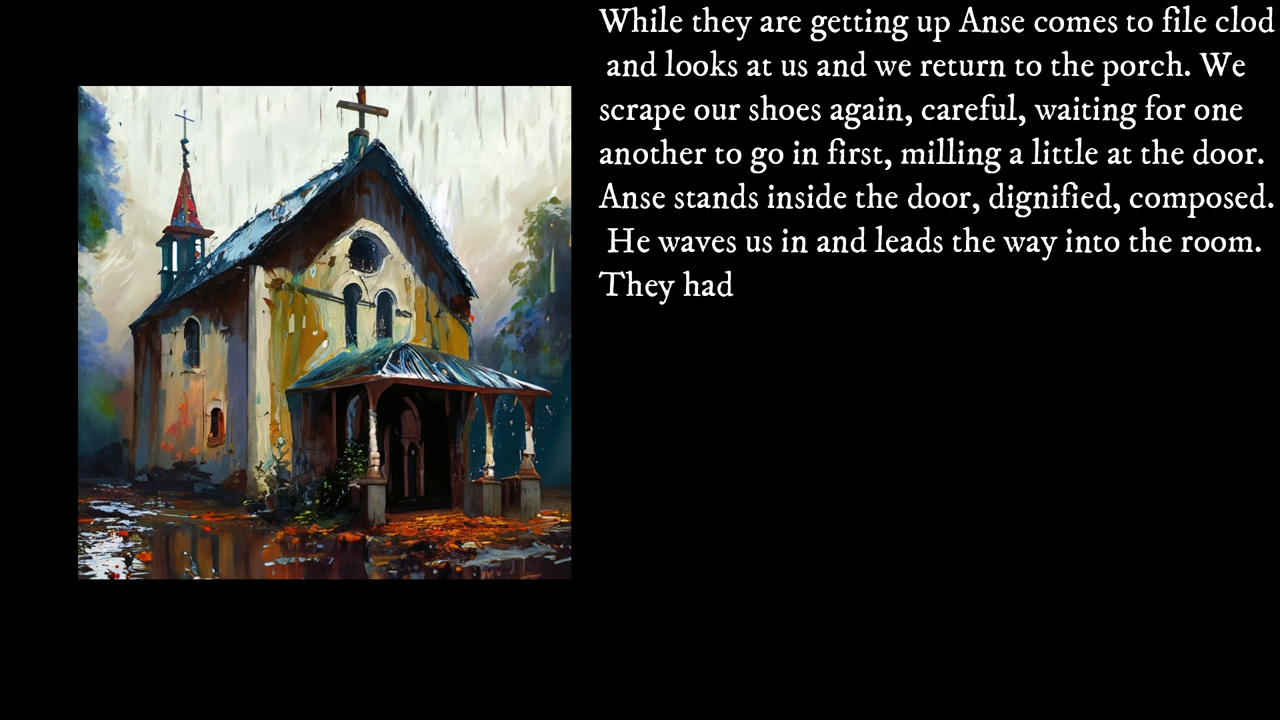 While they are getting up Anse comes to file clod
and looks at us and we return to the porch. We
scrape our shoes again, careful, waiting for one
another to go in first, milling a little at the door.
Anse stands inside the door, dignified, composed.
He waves us in and leads the way into the room.
They had